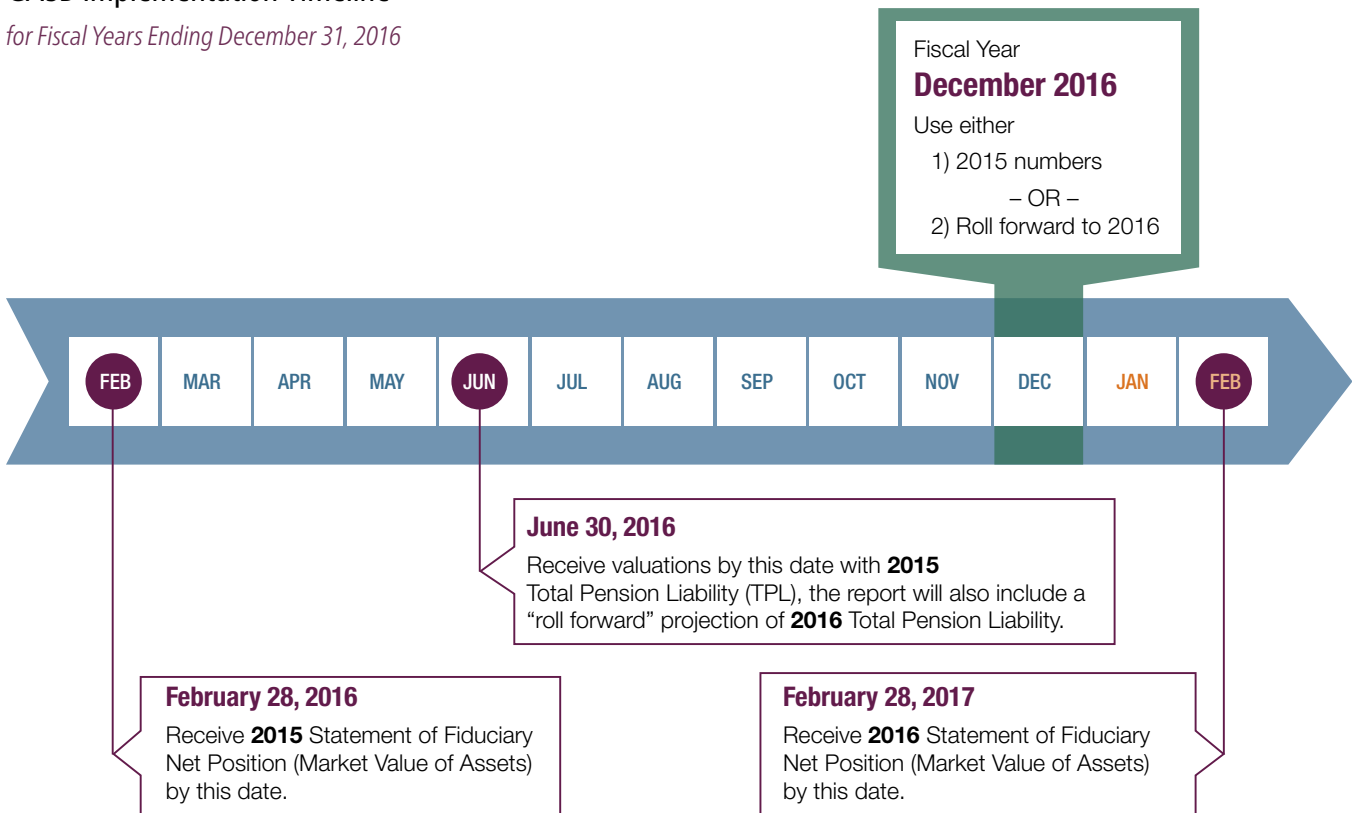 Implementation Timeline
for Fiscal Years Ending December 31, 2016
Fiscal Year
December 2016
Use either
1) 2015 numbers
– OR –
2) Roll forward to 2016
FEB MAR APR MAY JUN JUL AUG SEP OCT NOV DEC JAN FEB
June 30, 2016
Receive valuations by this date with 2015
Total Pension Liability (TPL), the report will also include a
“roll forward” projection of 2016 Total Pension Liability.
February 28, 2016
Receive 2015 Statement of Fiduciary
Net Position (Market Value of Assets)
by this date.
February 28, 2017
Receive 2016 Statement of Fiduciary
Net Position (Market Value of Assets)
by this date.